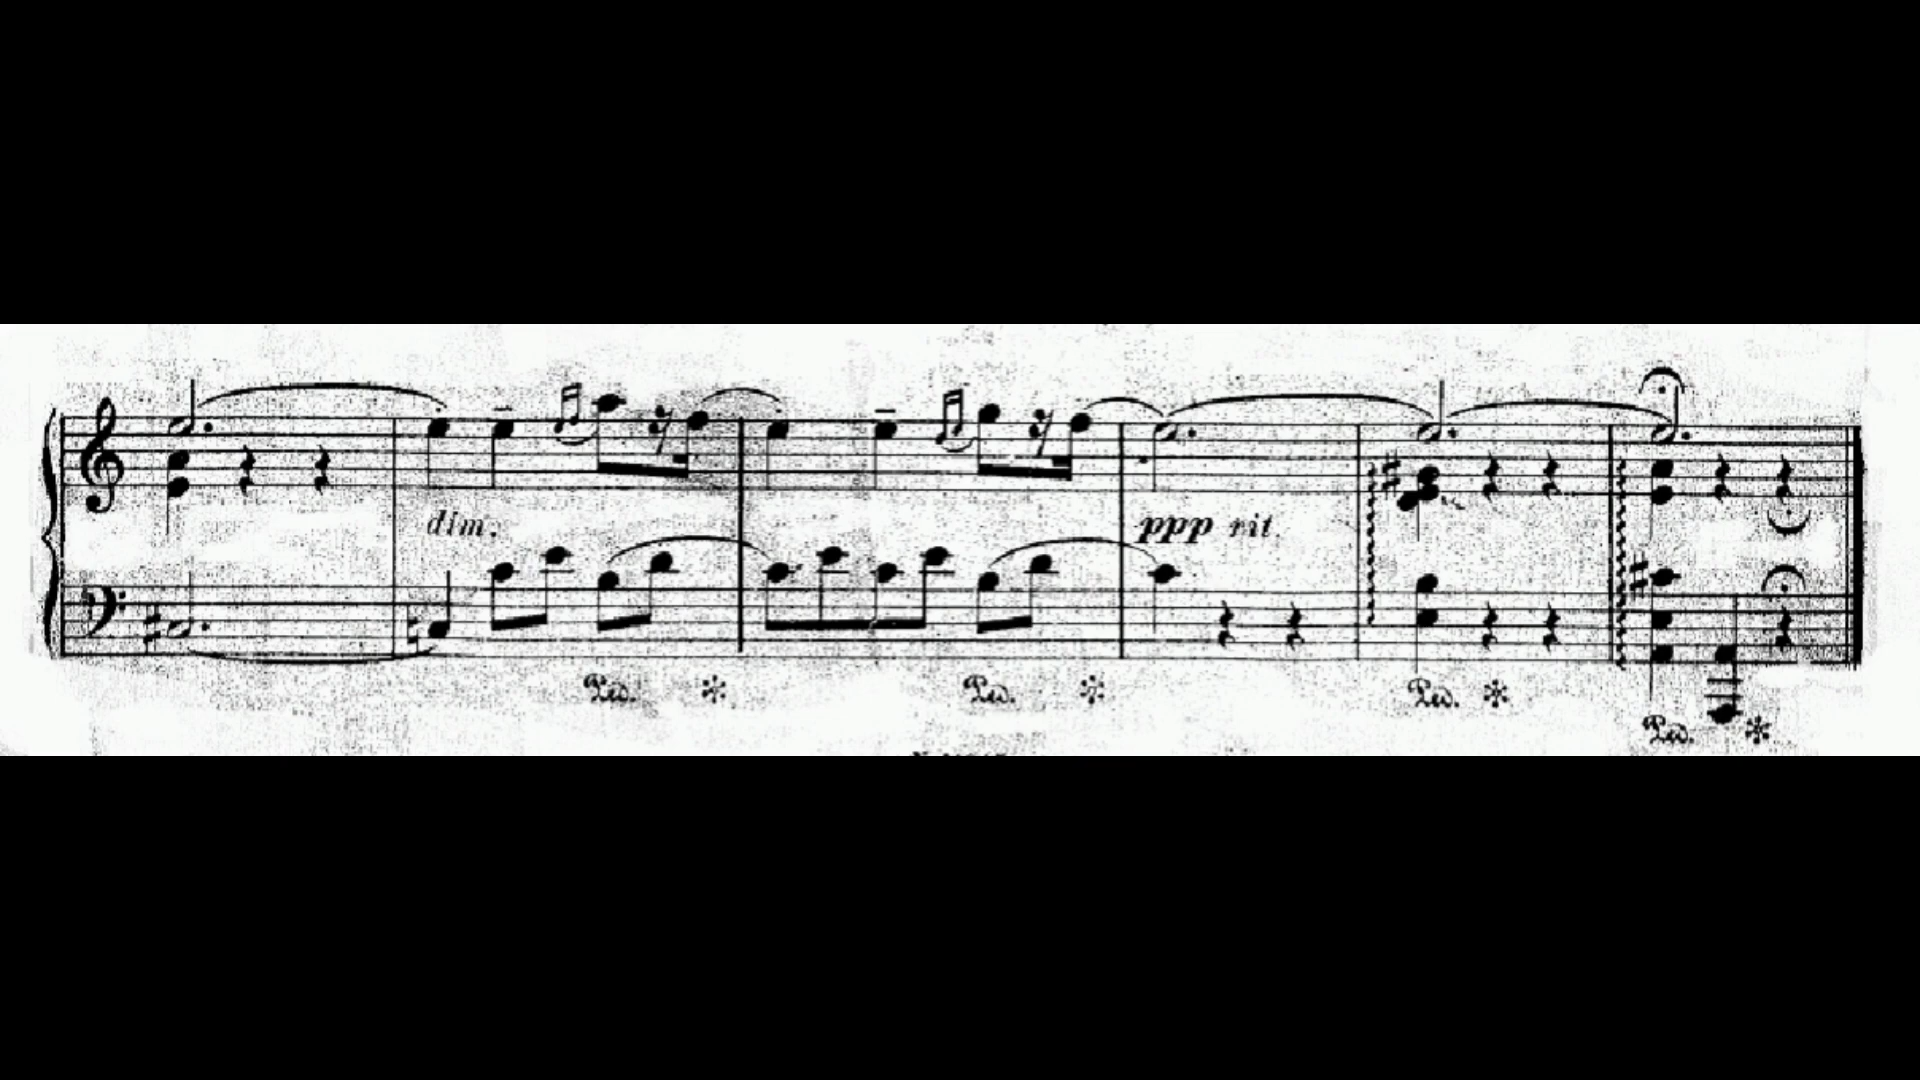 dim.
ppp rit.
Ped. * Ped. * Ped. * Ped. *